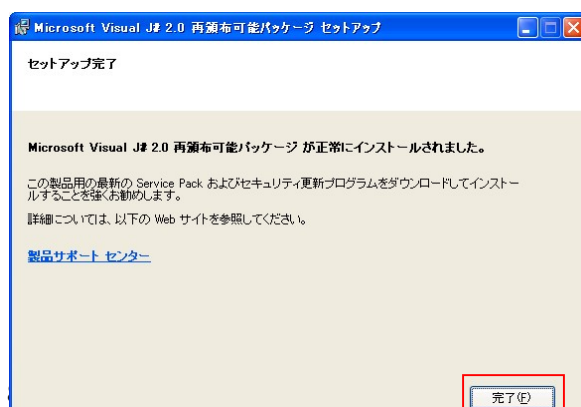 Microsoft Visual J# 2.0 再頒布可能パッケージ セットアップ
セットアップ完了
Microsoft Visual J# 2.0 再頒布可能パッケージ が正常にインストールされました。
この製品用の最新の Service Pack およびセキュリティ更新プログラムをダウンロードしてインストー
ルすることを強くお勧めします。
詳細については、以下の Web サイトを参照してください。
製品サポート センター
完了(F)